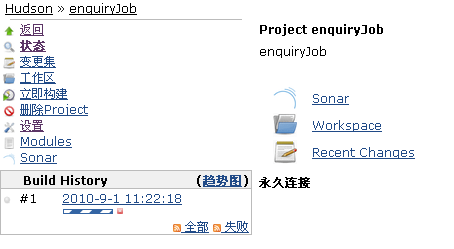 Hudson » enquiryJob
返回
状态
变更集
工作区
立即构建
删除Project
设置
Modules
Sonar
Build History (趋势图)
#1 2010-9-1 11:22:18
全部 失败
Project enquiryJob
enquiryJob
Sonar
Workspace
Recent Changes
永久连接